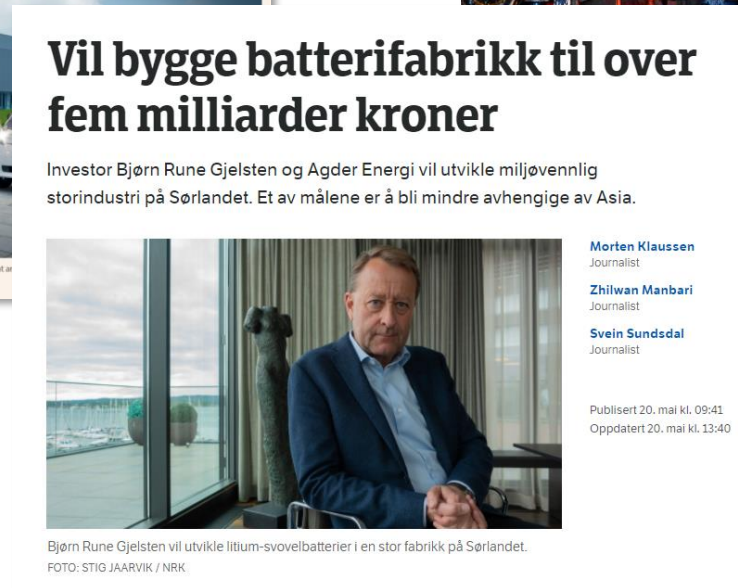 Vil bygge batterifabrikk til over
fem milliarder kroner
Investor Bjørn Rune Gjelsten og Agder Energi vil utvikle miljøvennlig
storindustri på Sørlandet. Et av målene er å bli mindre avhengige av Asia.
Morten Klaussen
Journalist
Zhilwan Manbari
Journalist
Svein Sundsdal
Journalist
Publisert 20. mai kl. 09:41
Oppdatert 20. mai kl. 13:40
Bjørn Rune Gjelsten vil utvikle litium-svovelbatterier i en stor fabrikk på Sørlandet.
FOTO: STIG JAARVIK / NRK